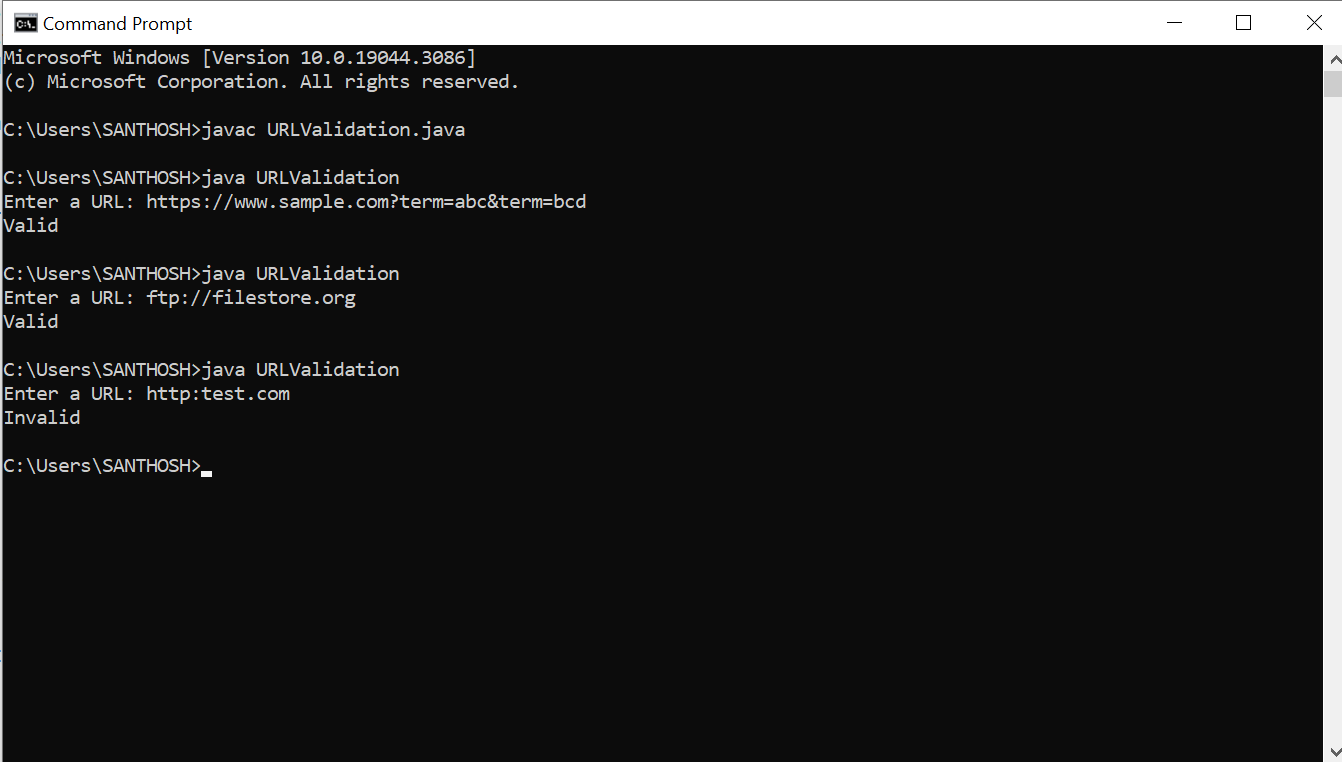 Command Prompt
Microsoft Windows [Version 10.0.19044.3086]
(c) Microsoft Corporation. All rights reserved.
C:\Users\SANTHOSH>javac URLValidation.java
C:\Users\SANTHOSH>java URLValidation
Enter a URL: https://www.sample.com?term=abc&term=bcd
Valid
C:\Users\SANTHOSH>java URLValidation
Enter a URL: ftp://filestore.org
Valid
C:\Users\SANTHOSH>java URLValidation
Enter a URL: http:test.com
Invalid
C:\Users\SANTHOSH>